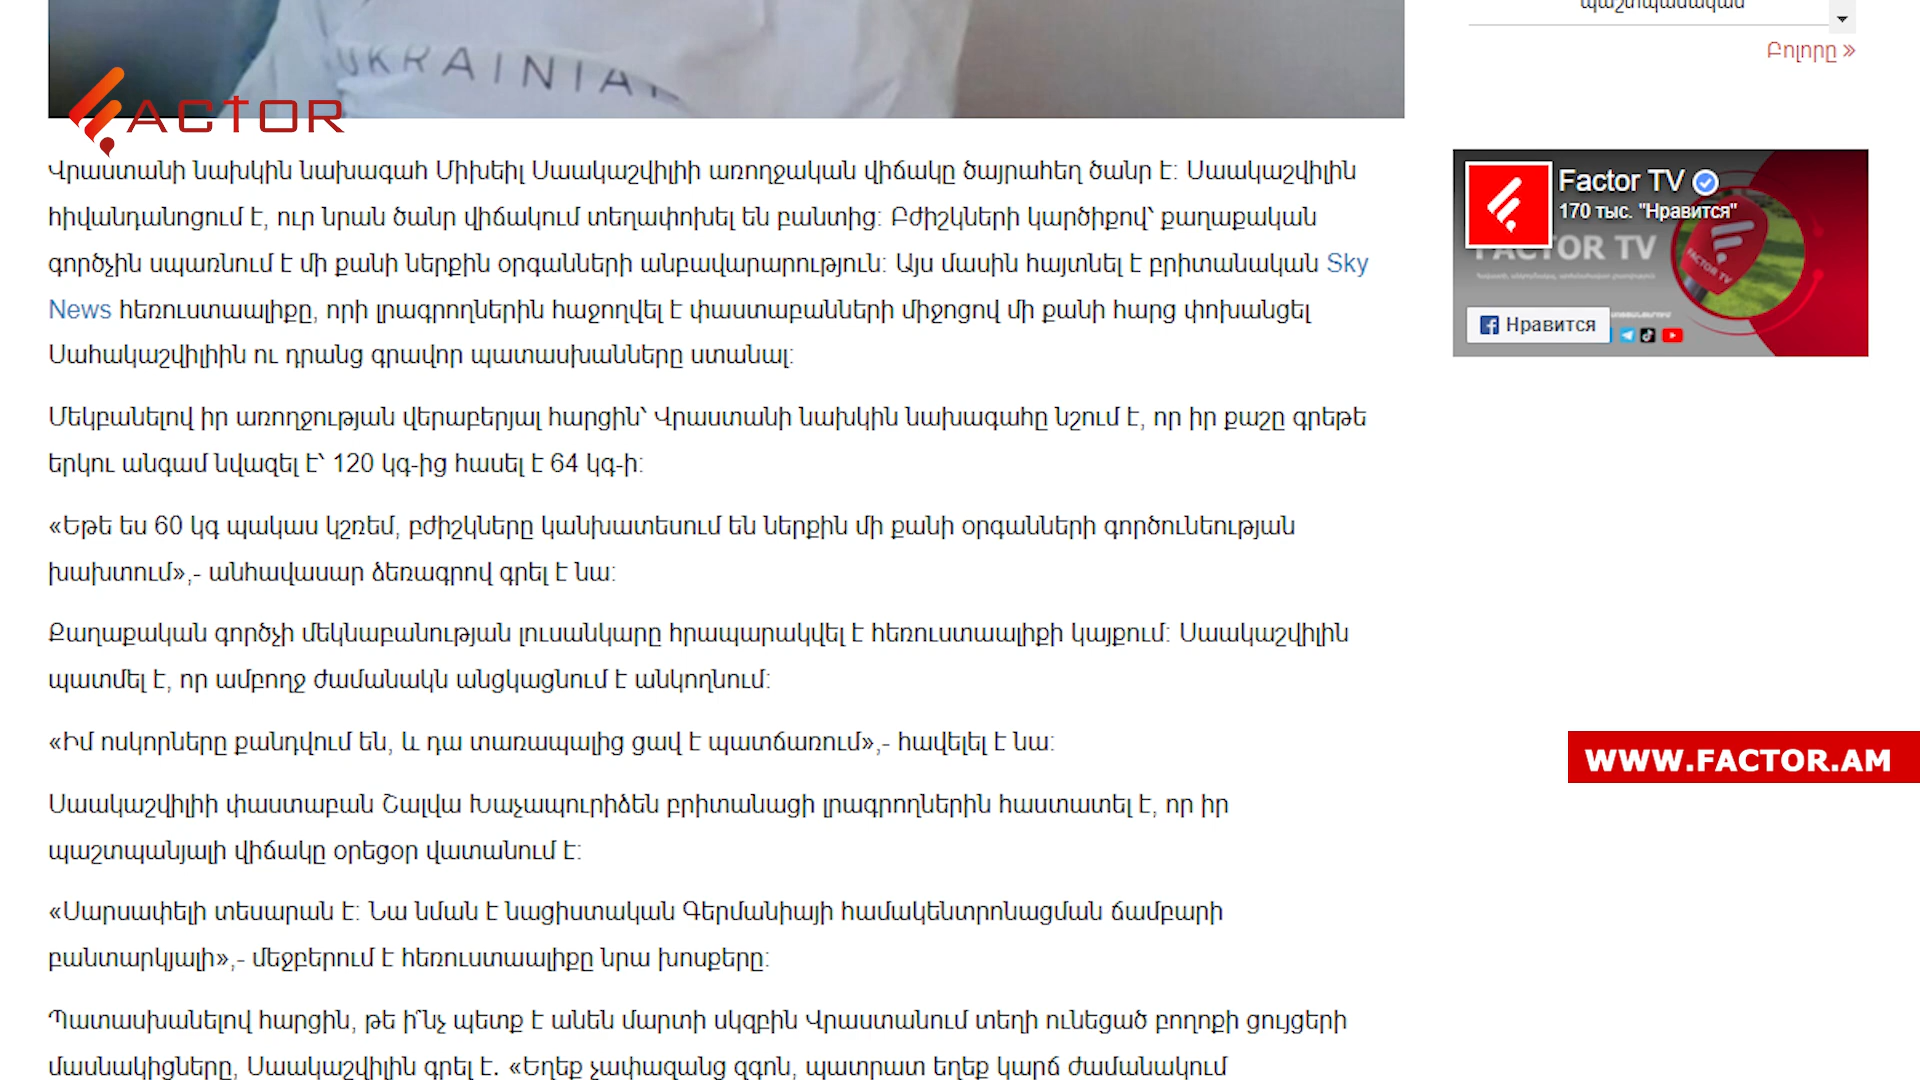 UKRAINIAN
FACTOR
Վրաստանի նախկին նախագահ Միխեիլ Սաակաշվիլիի առողջական վիճակը ծայրահեղ ծանր է: Սաակաշվիլին
հիվանդանոցում է, ուր նրան ծանր վիճակում տեղափոխել են բանտից: Բժիշկների կարծիքով՝ քաղաքական
գործչին սպառնում է մի քանի ներքին օրգանների անբավարարություն: Այս մասին հայտնել է բրիտանական Sky
News հեռուստաալիքը, որի լրագրողներին հաջողվել է փաստաբանների միջոցով մի քանի հարց փոխանցել
Սահակաշվիլիին ու դրանց գրավոր պատասխանները ստանալ:
Մեկբանելով իր առողջության վերաբերյալ հարցին՝ Վրաստանի նախկին նախագահը նշում է, որ իր քաշը գրեթե
երկու անգամ նվազել է՝ 120 կգ-ից հասել է 64 կգ-ի:
«Եթե ես 60 կգ պակաս կշռեմ, բժիշկները կանխատեսում են ներքին մի քանի օրգանների գործունեության
խախտում»,- անհավասար ձեռագրով գրել է նա:
Քաղաքական գործչի մեկնաբանության լուսանկարը հրապարակվել է հեռուստաալիքի կայքում: Սաակաշվիլին
պատմել է, որ ամբողջ ժամանակն անցկացնում է անկողնում:
«Իմ ոսկորները քանդվում են, և դա տառապալից ցավ է պատճառում»,- հավելել է նա:
Սաակաշվիլիի փաստաբան Շալվա Խաչապուրիձեն բրիտանացի լրագրողներին հաստատել է, որ իր
պաշտպանյալի վիճակը օրեցօր վատանում է:
«Սարսափելի տեսարան է: Նա նման է նացիստական Գերմանիայի համակենտրոնացման ճամբարի
բանտարկյալի»,- մեջբերում է հեռուստաալիքը նրա խոսքերը:
Պատասխանելով հարցին, թե ի՞նչ պետք է անեն մարտի սկզբին Վրաստանում տեղի ունեցած բողոքի ցույցերի
մասնակիցները, Սաակաշվիլին գրել է. «Եղեք չափազանց զգոն, պատրատ եղեք կարճ ժամանակում
պաշտպանական
Բոլորը »
Factor TV
170 тыс. "Нравится"
FACTOR TV
FACTOR TV
Нравится
WWW.FACTOR.AM